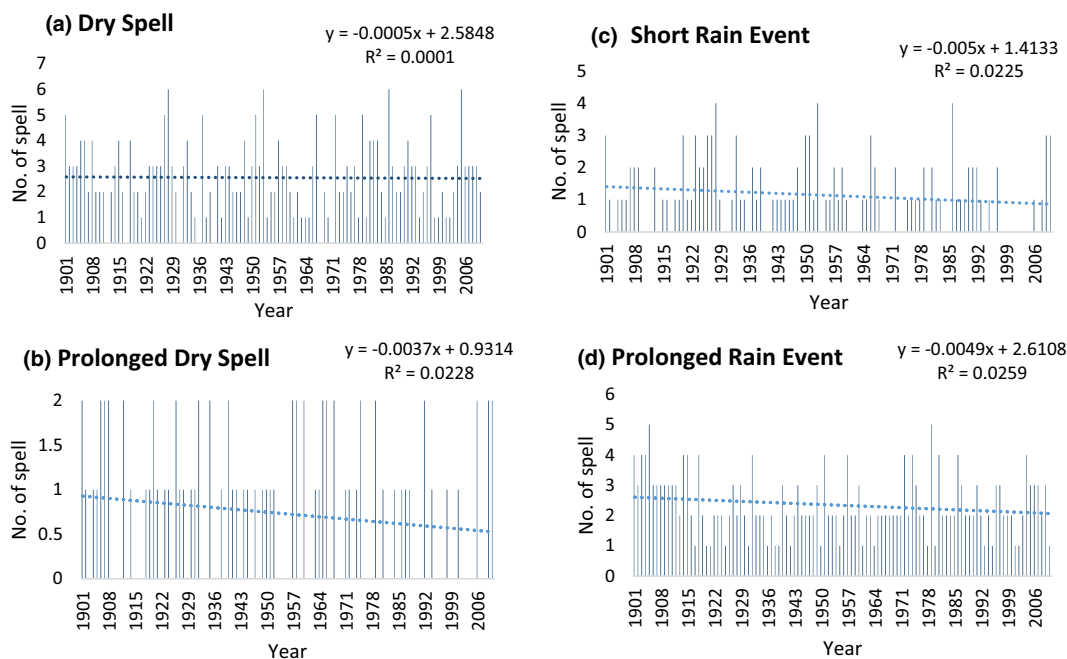 (a) Dry Spell
y = -0.0005x + 2.5848
R² = 0.0001
7
6
5
4
3
2
1
0
No. of spell
1901 1908 1915 1922 1929 1936 1943 1950 1957 1964 1971 1978 1985 1992 1999 2006
Year
(c) Short Rain Event
y = -0.005x + 1.4133
R² = 0.0225
5
4
3
2
1
0
No. of spell
1901 1908 1915 1922 1929 1936 1943 1950 1957 1964 1971 1978 1985 1992 1999 2006
Year
(b) Prolonged Dry Spell
y = -0.0037x + 0.9314
R² = 0.0228
2
1.5
1
0.5
0
No. of spell
1901 1908 1915 1922 1929 1936 1943 1950 1957 1964 1971 1978 1985 1992 1999 2006
Year
(d) Prolonged Rain Event
y = -0.0049x + 2.6108
R² = 0.0259
6
5
4
3
2
1
0
No. of spell
1901 1908 1915 1922 1929 1936 1943 1950 1957 1964 1971 1978 1985 1992 1999 2006
Year